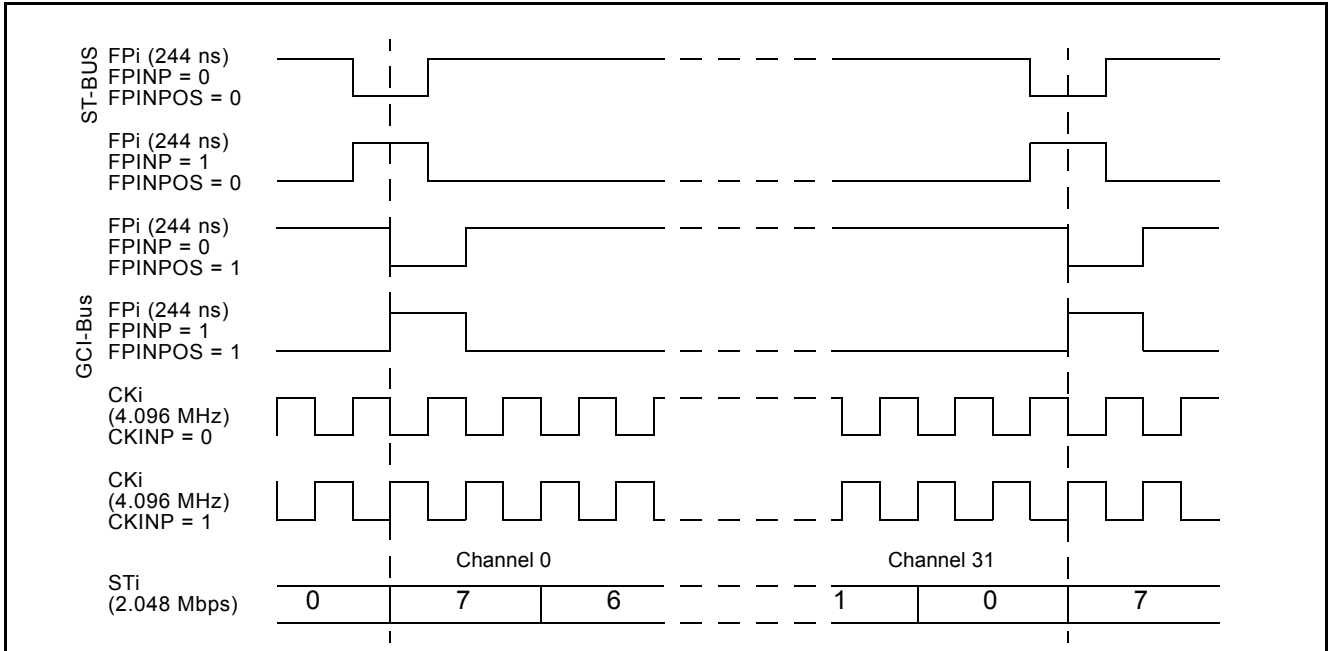 ST-BUS
FPi (244 ns)
FPINP = 0
FPINPOS = 0
FPi (244 ns)
FPINP = 1
FPINPOS = 0
FPi (244 ns)
FPINP = 0
FPINPOS = 1
GCI-Bus
FPi (244 ns)
FPINP = 1
FPINPOS = 1
CKi
(4.096 MHz)
CKINP = 0
CKi
(4.096 MHz)
CKINP = 1
Channel 0 Channel 31
STi
(2.048 Mbps)
0 7 6 1 0 7